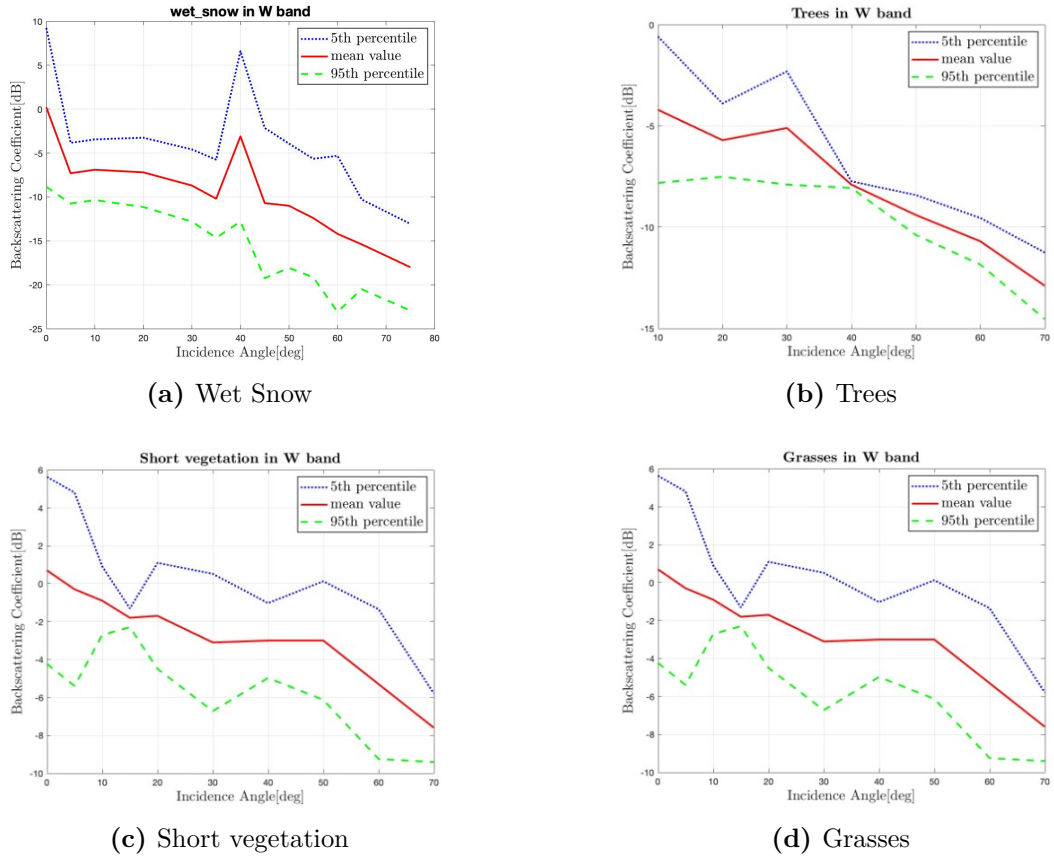 wet_snow in W band
10
5
0
-5
-10
-15
-20
-25
Backscattering Coefficient[dB]
5th percentile
mean value
95th percentile
0 10 20 30 40 50 60 70 80
Incidence Angle[deg]
(a) Wet Snow
Trees in W band
0
-5
-10
-15
Backscattering Coefficient[dB]
5th percentile
mean value
95th percentile
10 20 30 40 50 60 70
Incidence Angle[deg]
(b) Trees
Short vegetation in W band
6
4
2
0
-2
-4
-6
-8
-10
Backscattering Coefficient[dB]
5th percentile
mean value
95th percentile
0 10 20 30 40 50 60 70
Incidence Angle[deg]
(c) Short vegetation
Grasses in W band
6
4
2
0
-2
-4
-6
-8
-10
Backscattering Coefficient[dB]
5th percentile
mean value
95th percentile
0 10 20 30 40 50 60 70
Incidence Angle[deg]
(d) Grasses